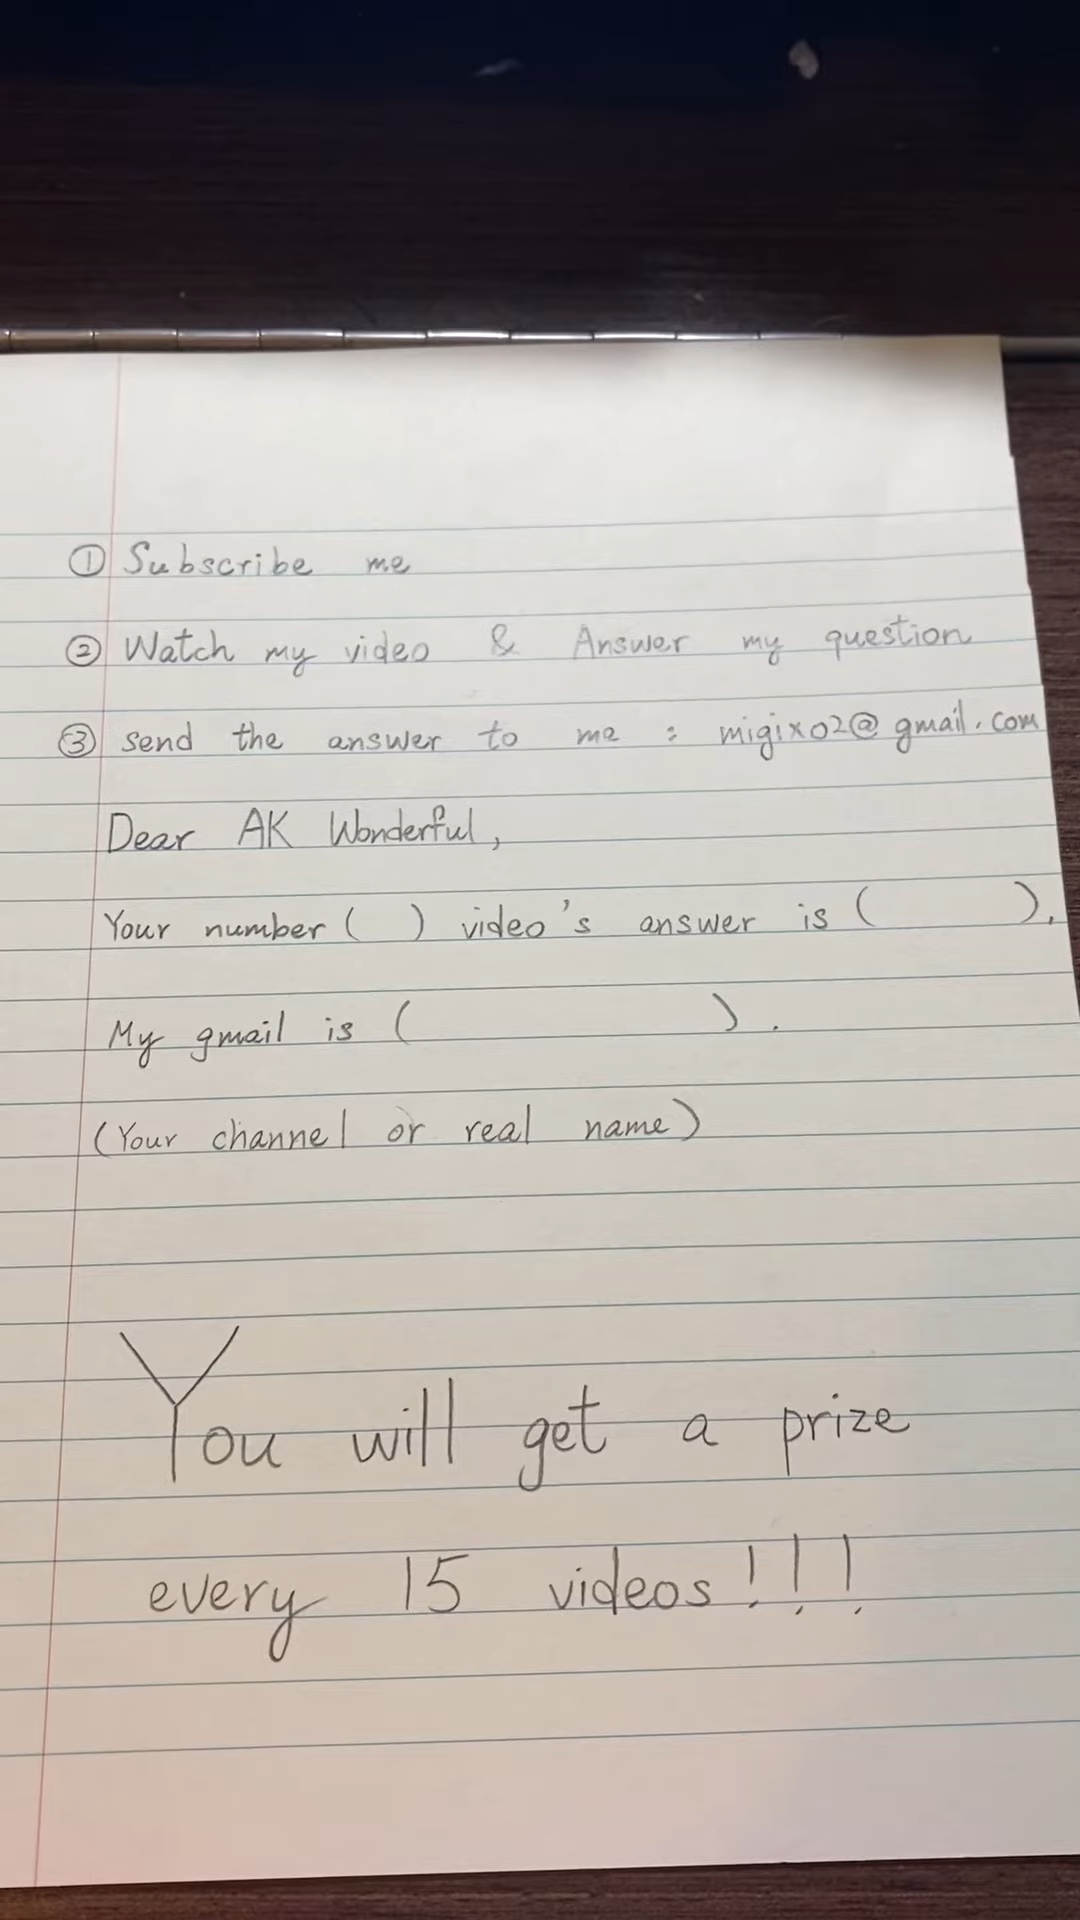 ① Subscribe me
② Watch my video & Answer my question
③ send the answer to me : migix02@gmail.com
Dear AK Wonderful,
Your number ( ) video's answer is ( ).
My gmail is ( ).
(Your channel or real name)
You will get a prize
every 15 videos!!!